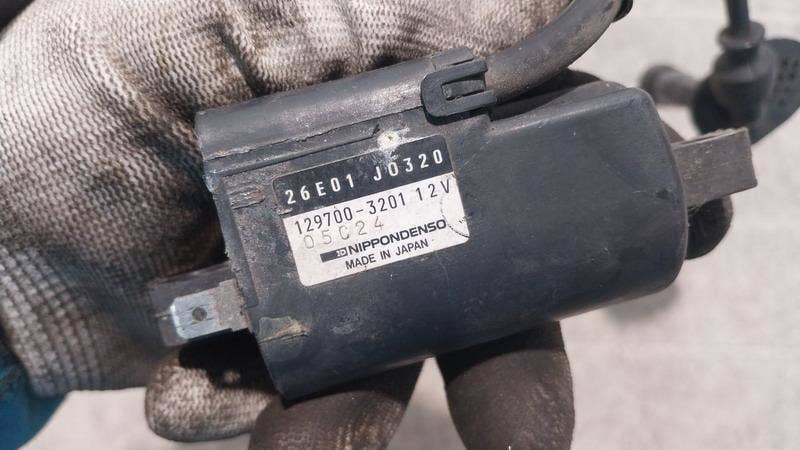 26E01 J0320
129700-3201 12V
05C24
NIPPONDENSO
MADE IN JAPAN